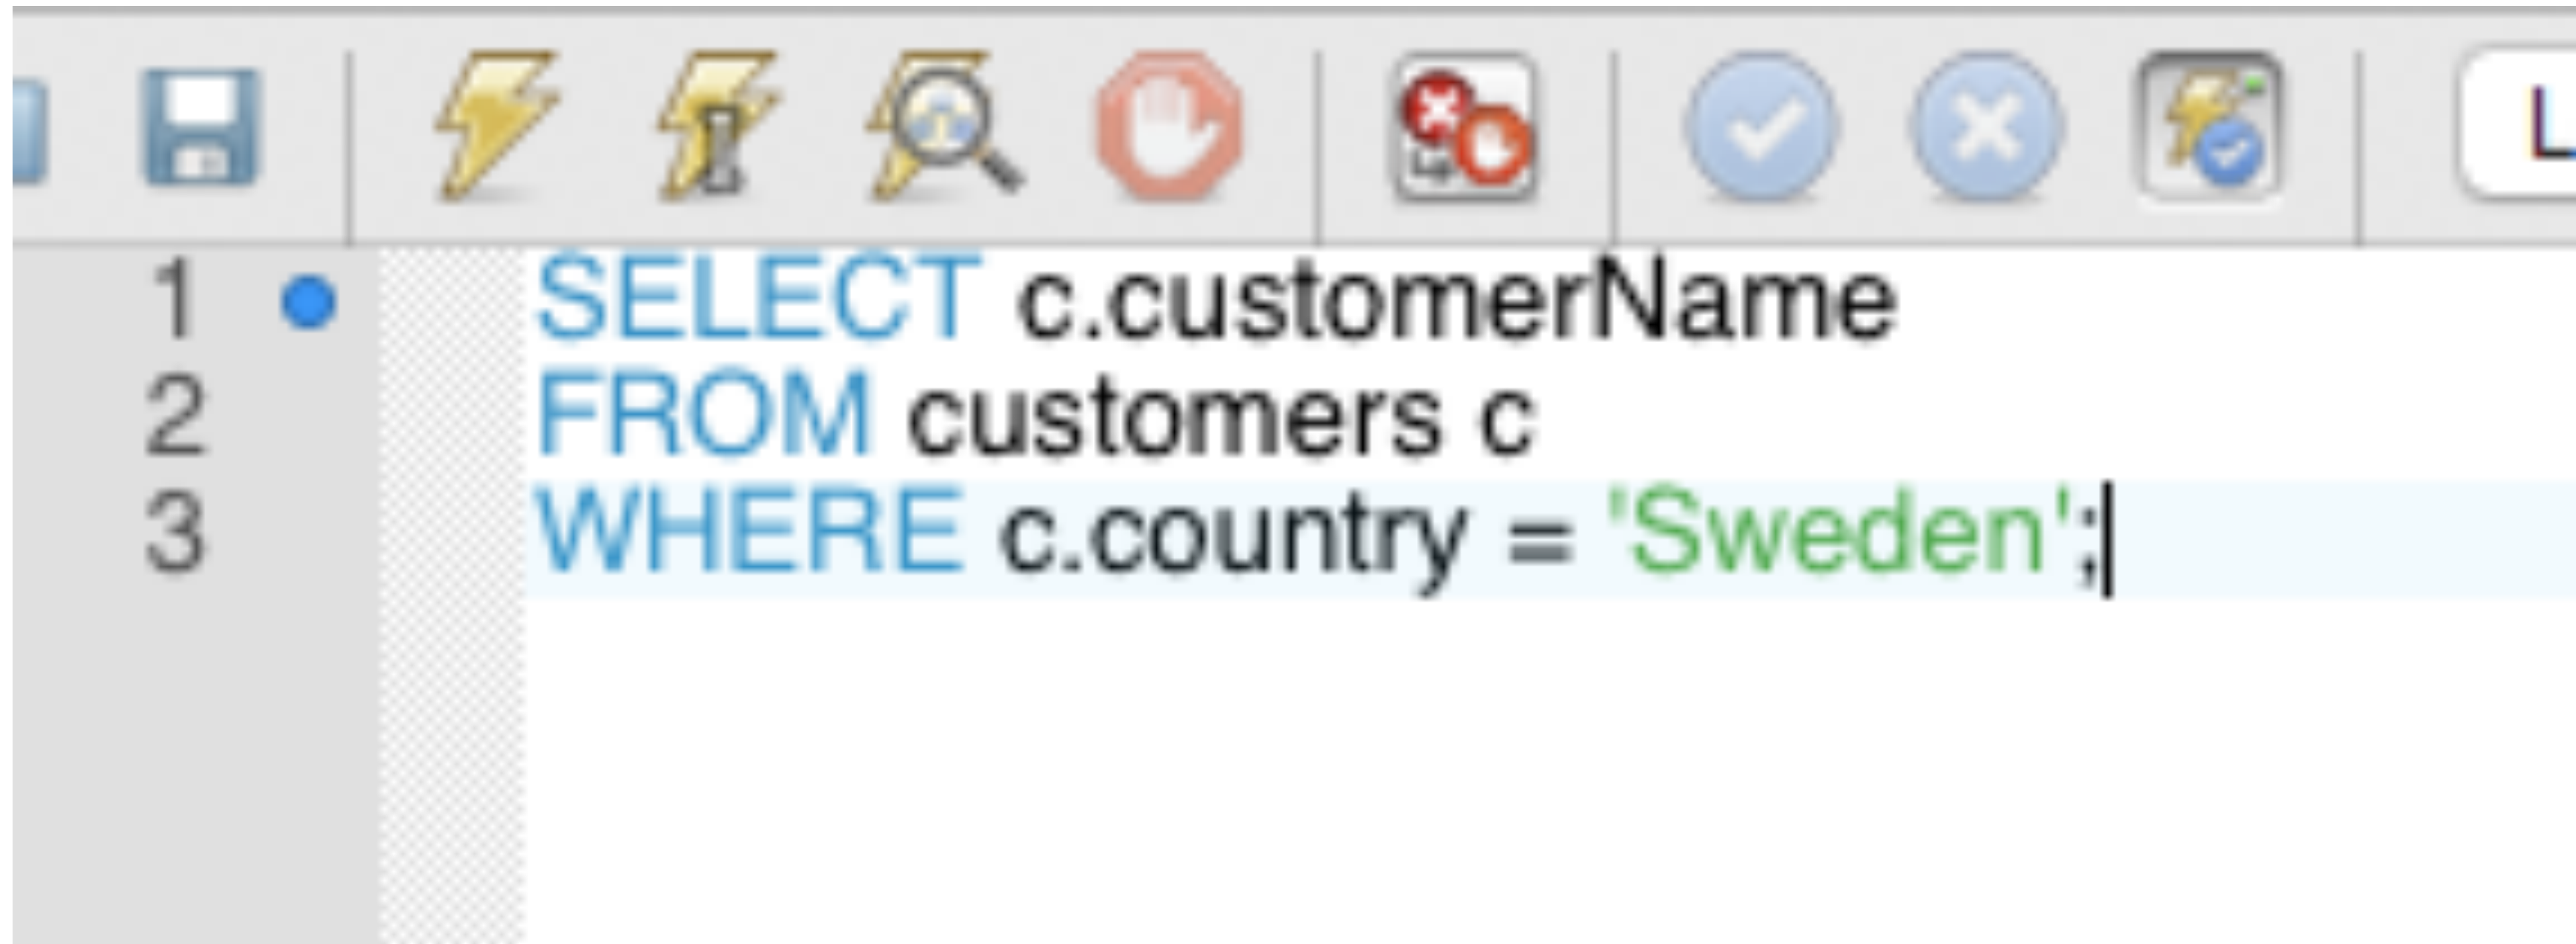 L
1 SELECT c.customerName
2 FROM customers c
3 WHERE c.country = 'Sweden';